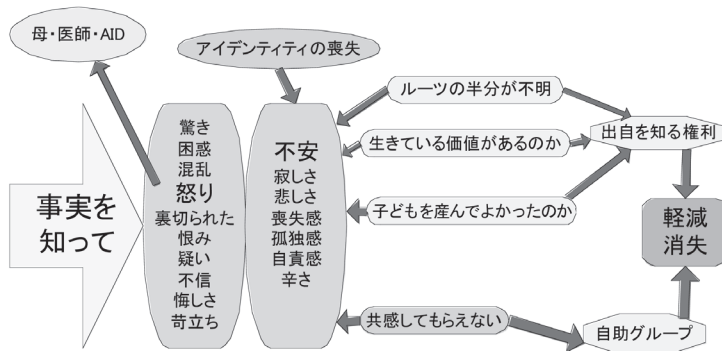 母・医師・AID
アイデンティティの喪失
事実を
知って
驚き
困惑
混乱
怒り
裏切られた
恨み
疑い
不信
悔しさ
苛立ち
不安
寂しさ
悲しさ
喪失感
孤独感
自責感
辛さ
ルーツの半分が不明
生きている価値があるのか
子どもを産んでよかったのか
共感してもらえない
出自を知る権利
軽減
消失
自助グループ